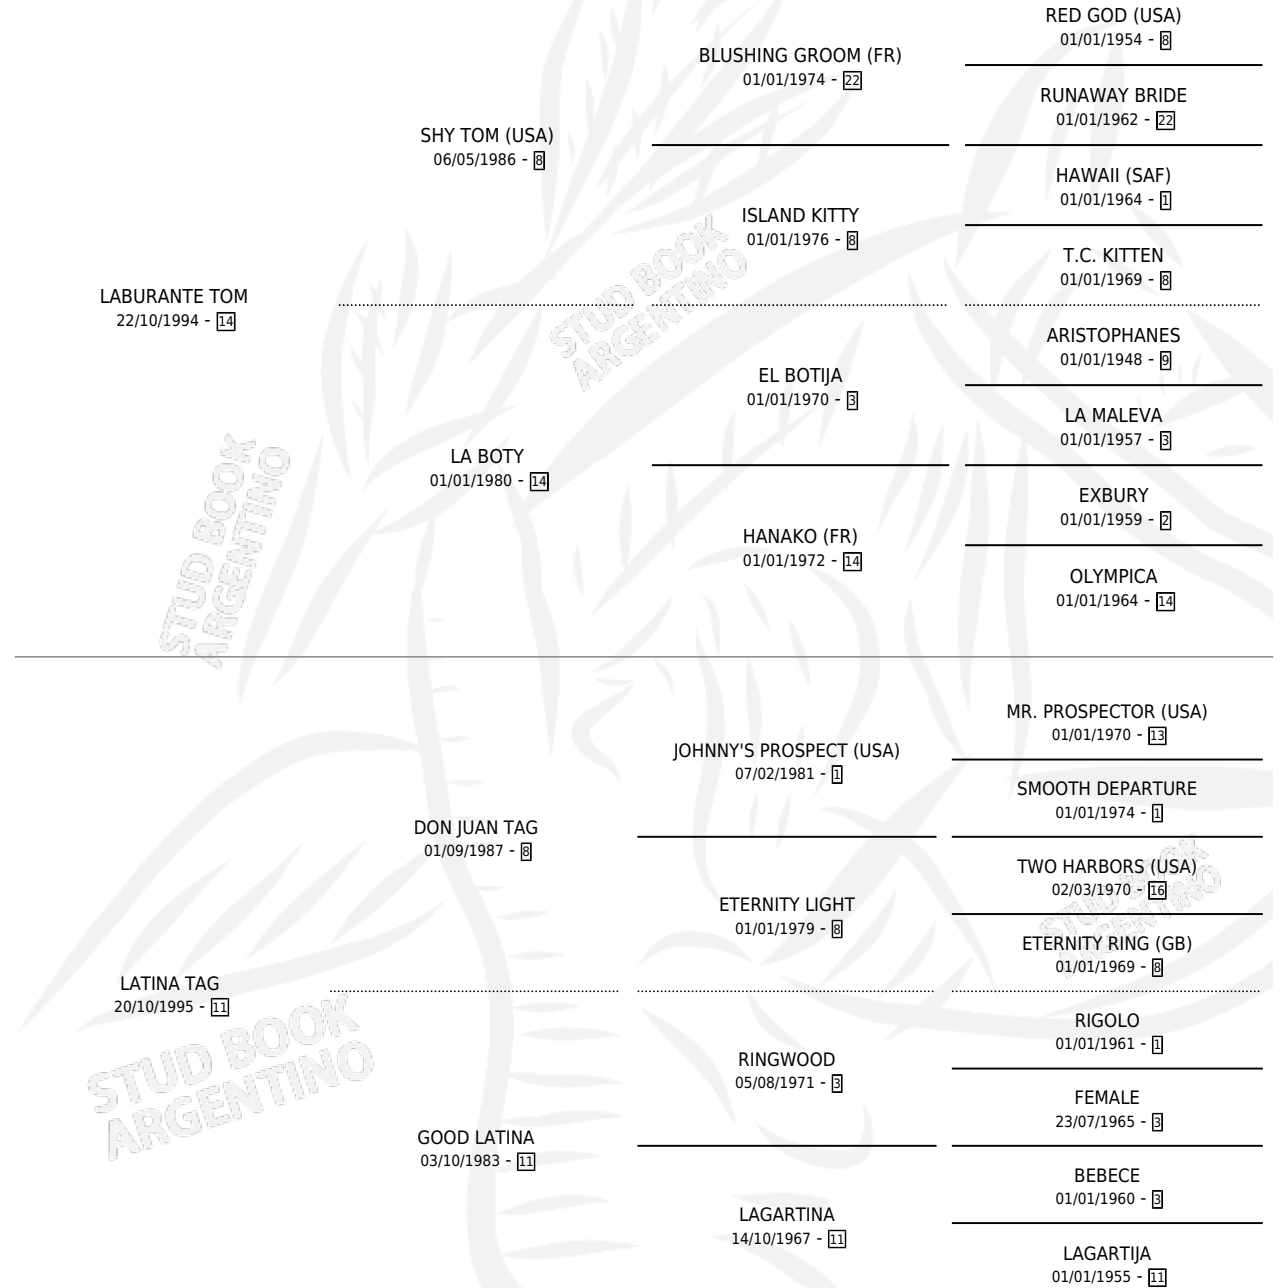 RED GOD (USA)
01/01/1954 - 8
BLUSHING GROOM (FR)
01/01/1974 - 22
RUNAWAY BRIDE
01/01/1962 - 22
SHY TOM (USA)
06/05/1986 - 8
HAWAII (SAF)
01/01/1964 - 1
ISLAND KITTY
01/01/1976 - 8
T.C. KITTEN
01/01/1969 - 8
LABURANTE TOM
22/10/1994 - 14
ARISTOPHANES
01/01/1948 - 9
EL BOTIJA
01/01/1970 - 3
LA MALEVA
01/01/1957 - 3
LA BOTY
01/01/1980 - 14
EXBURY
01/01/1959 - 2
HANAKO (FR)
01/01/1972 - 14
OLYMPICA
01/01/1964 - 14
STUD BOOK
ARGENTINO
STUD BOOK
ARGENTINO
MR. PROSPECTOR (USA)
01/01/1970 - 13
JOHNNY'S PROSPECT (USA)
07/02/1981 - 1
SMOOTH DEPARTURE
01/01/1974 - 1
DON JUAN TAG
01/09/1987 - 8
TWO HARBORS (USA)
02/03/1970 - 16
ETERNITY LIGHT
01/01/1979 - 8
ETERNITY RING (GB)
01/01/1969 - 8
LATINA TAG
20/10/1995 - 11
RIGOLO
01/01/1961 - 1
RINGWOOD
05/08/1971 - 3
FEMALE
23/07/1965 - 3
GOOD LATINA
03/10/1983 - 11
BEBECE
01/01/1960 - 3
LAGARTINA
14/10/1967 - 11
LAGARTIJA
01/01/1955 - 11
STUD BOOK
ARGENTINO
STUD BOOK
ARGENTINO